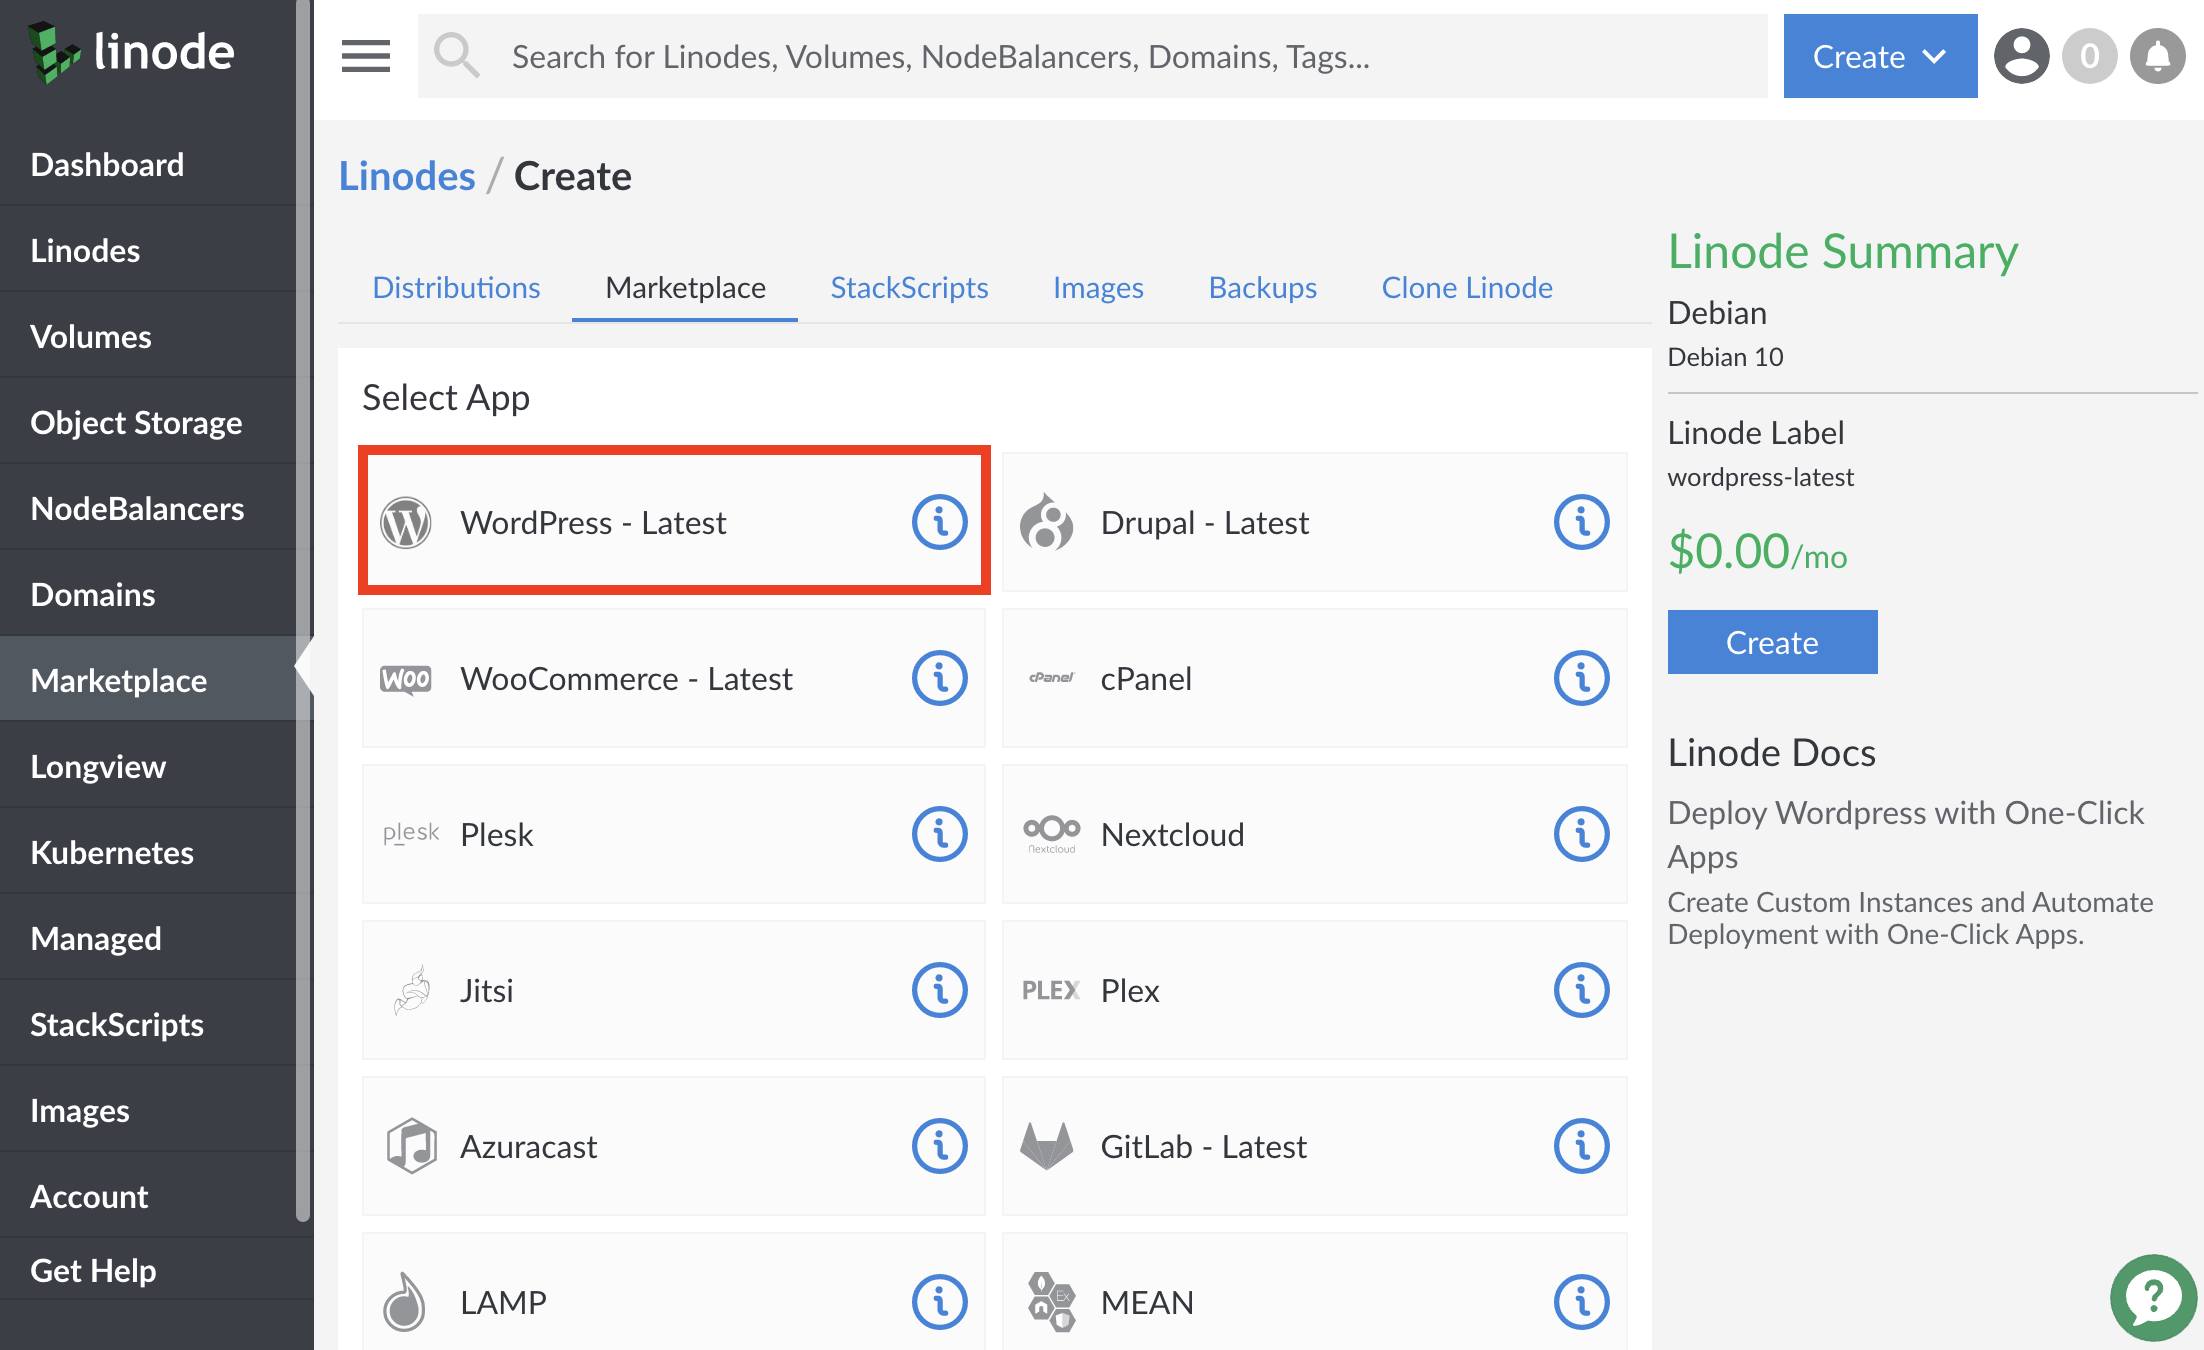 linode
Search for Linodes, Volumes, NodeBalancers, Domains, Tags...
Create
0
Dashboard
Linodes
Volumes
Object Storage
NodeBalancers
Domains
Marketplace
Longview
Kubernetes
Managed
StackScripts
Images
Account
Get Help
Linodes / Create
Distributions
Marketplace
StackScripts
Images
Backups
Clone Linode
Select App
WordPress - Latest
Drupal - Latest
WOO
WooCommerce - Latest
cPanel
cPanel
plesk
Plesk
Nextcloud
Nextcloud
Jitsi
PLEX
Plex
Azuracast
GitLab - Latest
LAMP
Ex
MEAN
Linode Summary
Debian
Debian 10
Linode Label
wordpress-latest
$0.00/mo
Create
Linode Docs
Deploy Wordpress with One-Click
Apps
Create Custom Instances and Automate
Deployment with One-Click Apps.